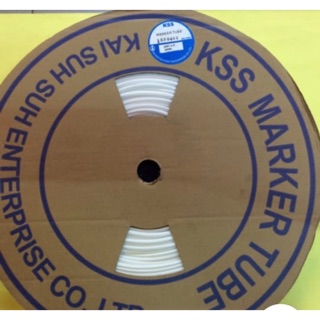 KSS MARKER TUBE
KAI SUH SUH ENTERPRISE CO., LTD
KSS
MARKER TUBE